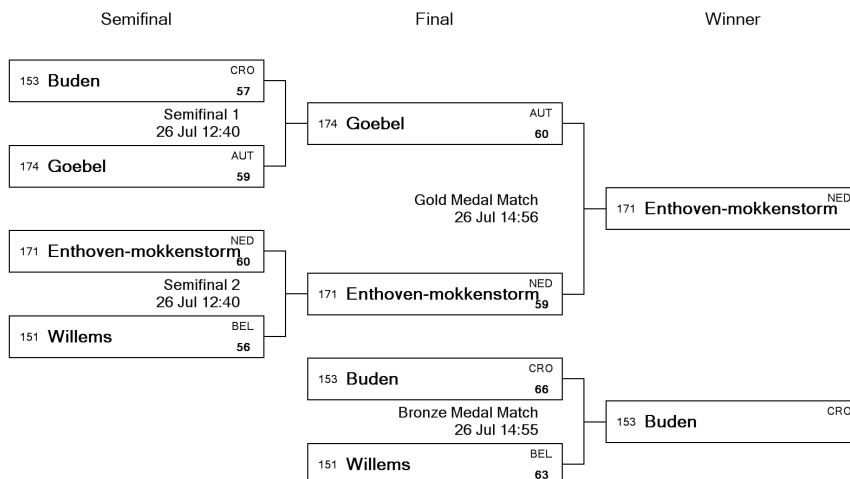 Semifinal Final Winner
153 Buden CRO 57
Semifinal 1
26 Jul 12:40
174 Goebel AUT 59
174 Goebel AUT 60
Gold Medal Match
26 Jul 14:56
171 Enthoven-mokkenstorm NED
171 Enthoven-mokkenstorm NED 60
Semifinal 2
26 Jul 12:40
151 Willems BEL 56
171 Enthoven-mokkenstorm NED 59
153 Buden CRO 66
Bronze Medal Match
26 Jul 14:55
151 Willems BEL 63
153 Buden CRO